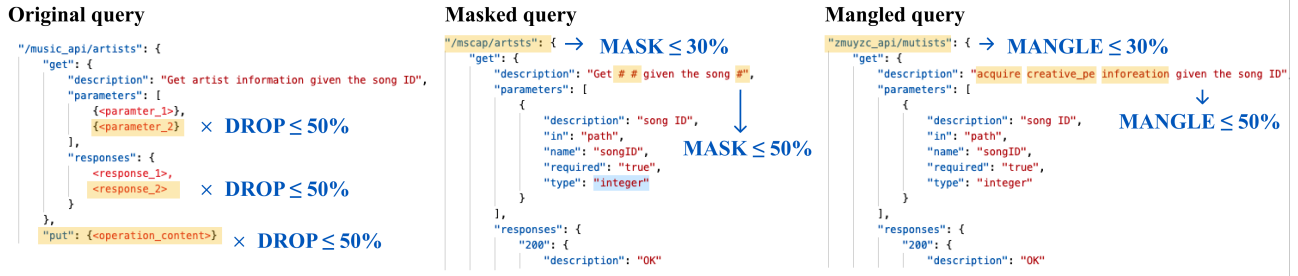 Original query
"/music_api/artists": {
"get": {
"description": "Get artist information given the song ID",
"parameters": [
{<paramter_1>},
{<parameter_2}
× DROP ≤ 50%
],
"responses": {
<response_1>,
<response_2>
× DROP ≤ 50%
}
},
"put": {<operation_content>}
× DROP ≤ 50%
Masked query
"/mscap/artsts": {
→ MASK ≤ 30%
"get": {
"description": "Get # # given the song #",
"parameters": [
{
"description": "song ID",
"in": "path",
"name": "songID",
"required": "true",
"type": "integer"
MASK ≤ 50%
}
],
"responses": {
"200": {
"description": "OK"
Mangled query
"zmuyzc_api/mutists": {
→ MANGLE ≤ 30%
"get": {
"description": "acquire creative_pe inforeation given the song ID"
"parameters": [
{
"description": "song ID",
"in": "path",
"name": "songID",
"required": "true",
"type": "integer"
MANGLE ≤ 50%
}
],
"responses": {
"200": {
"description": "OK"